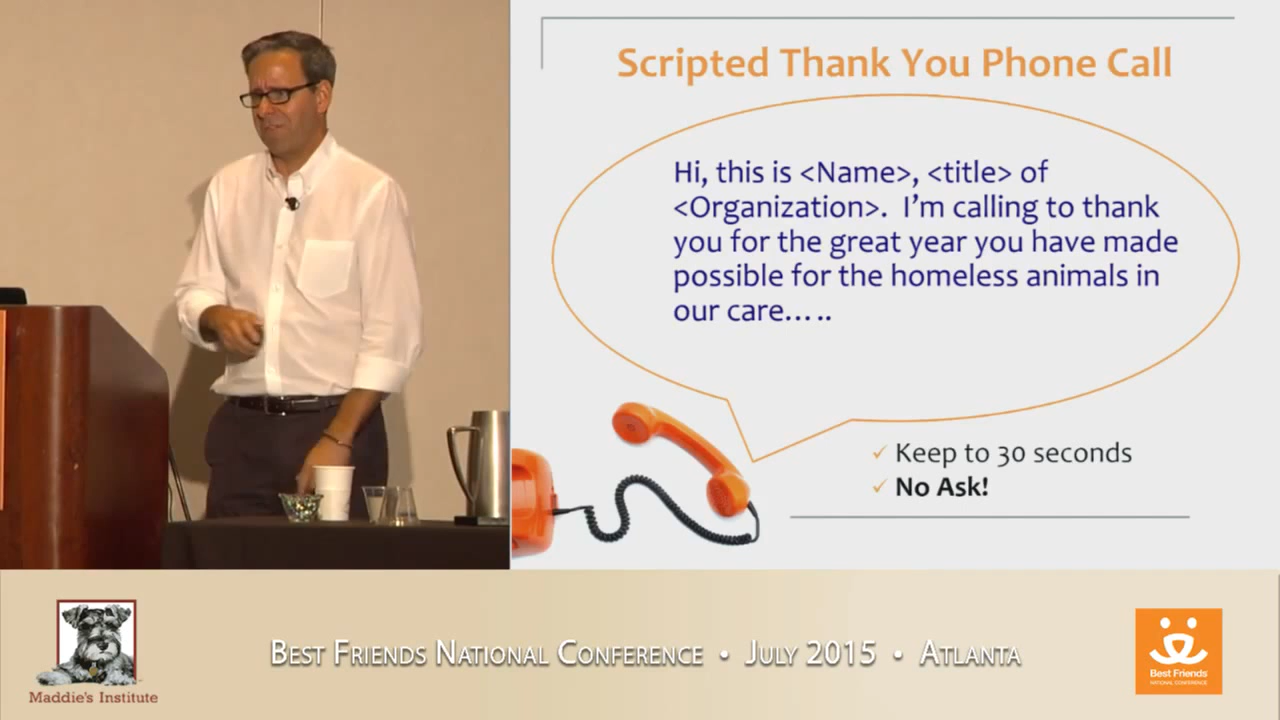 Scripted Thank You Phone Call
Hi, this is <Name>, <title> of
<Organization>.  I'm calling to thank
you for the great year you have made
possible for the homeless animals in
our care.....
✓ Keep to 30 seconds
✓ No Ask!
Maddie's Institute
BEST FRIENDS NATIONAL CONFERENCE • JULY 2015 • ATLANTA
Best Friends
NATIONAL CONFERENCE